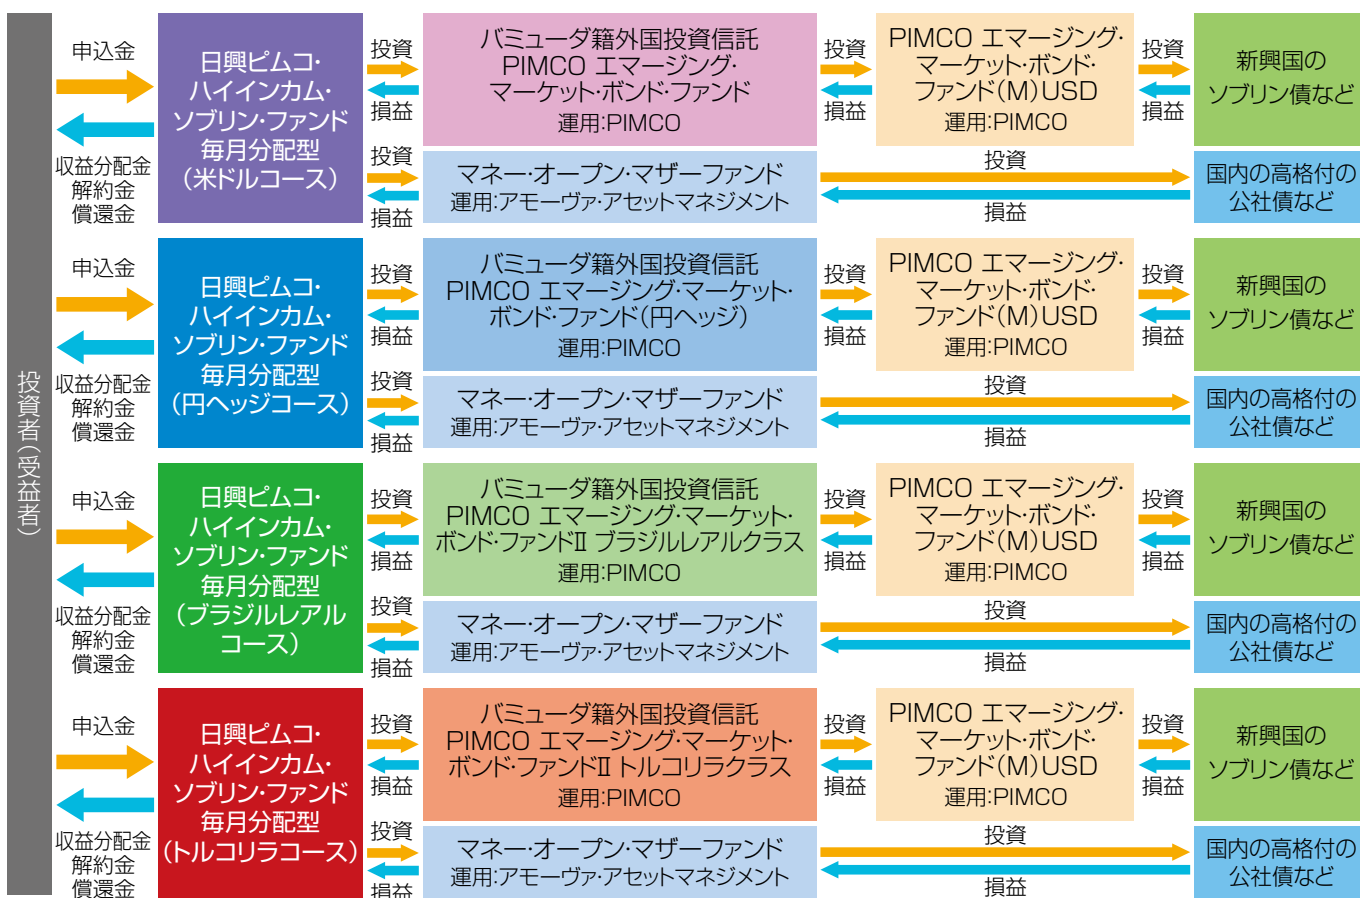 投資者(受益者)
申込金
収益分配金
解約金
償還金
日興ピムコ・
ハイインカム・
ソブリン・ファンド
毎月分配型
(米ドルコース)
投資
損益
バミューダ籍外国投資信託
PIMCO エマージング・
マーケット・ボンド・ファンド
運用:PIMCO
投資
損益
PIMCO エマージング・
マーケット・ボンド・
ファンド(M)USD
運用:PIMCO
投資
損益
新興国の
ソブリン債など
投資
損益
マネー・オープン・マザーファンド
運用:アモーヴァ・アセットマネジメント
投資
損益
国内の高格付の
公社債など
申込金
収益分配金
解約金
償還金
日興ピムコ・
ハイインカム・
ソブリン・ファンド
毎月分配型
(円ヘッジコース)
投資
損益
バミューダ籍外国投資信託
PIMCO エマージング・マーケット・
ボンド・ファンド(円ヘッジ)
運用:PIMCO
投資
損益
PIMCO エマージング・
マーケット・ボンド・
ファンド(M)USD
運用:PIMCO
投資
損益
新興国の
ソブリン債など
投資
損益
マネー・オープン・マザーファンド
運用:アモーヴァ・アセットマネジメント
投資
損益
国内の高格付の
公社債など
申込金
収益分配金
解約金
償還金
日興ピムコ・
ハイインカム・
ソブリン・ファンド
毎月分配型
(ブラジルレアル
コース)
投資
損益
バミューダ籍外国投資信託
PIMCO エマージング・マーケット・
ボンド・ファンドⅡ ブラジルレアルクラス
運用:PIMCO
投資
損益
PIMCO エマージング・
マーケット・ボンド・
ファンド(M)USD
運用:PIMCO
投資
損益
新興国の
ソブリン債など
投資
損益
マネー・オープン・マザーファンド
運用:アモーヴァ・アセットマネジメント
投資
損益
国内の高格付の
公社債など
申込金
収益分配金
解約金
償還金
日興ピムコ・
ハイインカム・
ソブリン・ファンド
毎月分配型
(トルコリラコース)
投資
損益
バミューダ籍外国投資信託
PIMCO エマージング・マーケット・
ボンド・ファンドⅡ トルコリラクラス
運用:PIMCO
投資
損益
PIMCO エマージング・
マーケット・ボンド・
ファンド(M)USD
運用:PIMCO
投資
損益
新興国の
ソブリン債など
投資
損益
マネー・オープン・マザーファンド
運用:アモーヴァ・アセットマネジメント
投資
損益
国内の高格付の
公社債など